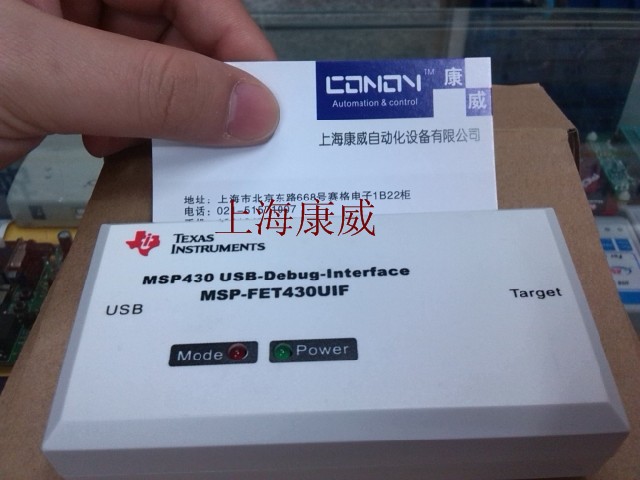 CONOY™ 康威
Automation & control
上海康威自动化设备有限公司
地址：上海市北京东路668号赛格电子1B22柜
电话：
上海康威
TEXAS
INSTRUMENTS
MSP430 USB-Debug-Interface
MSP-FET430UIF
USB
Target
Mode
Power